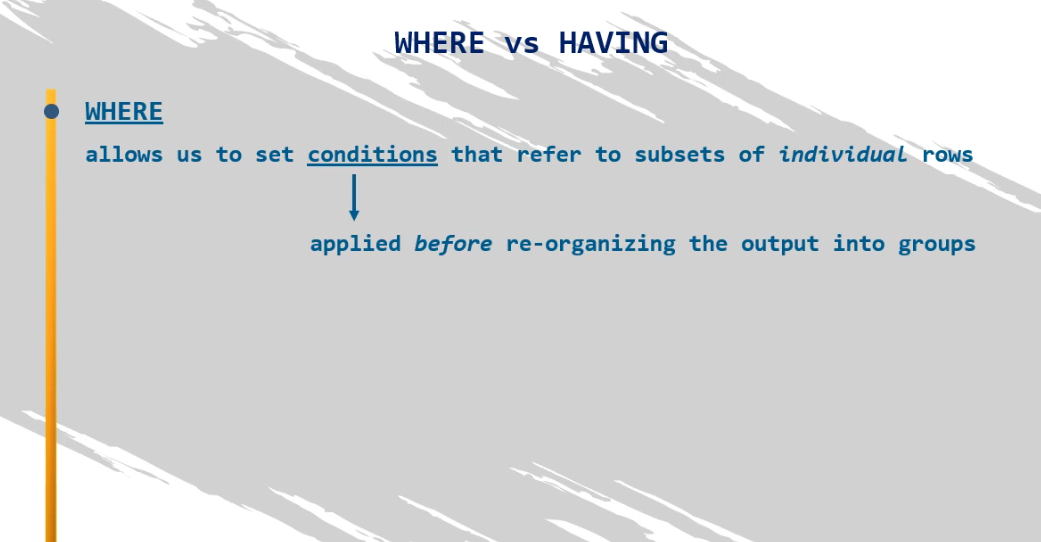 WHERE vs HAVING
WHERE
allows us to set conditions that refer to subsets of individual rows
applied before re-organizing the output into groups